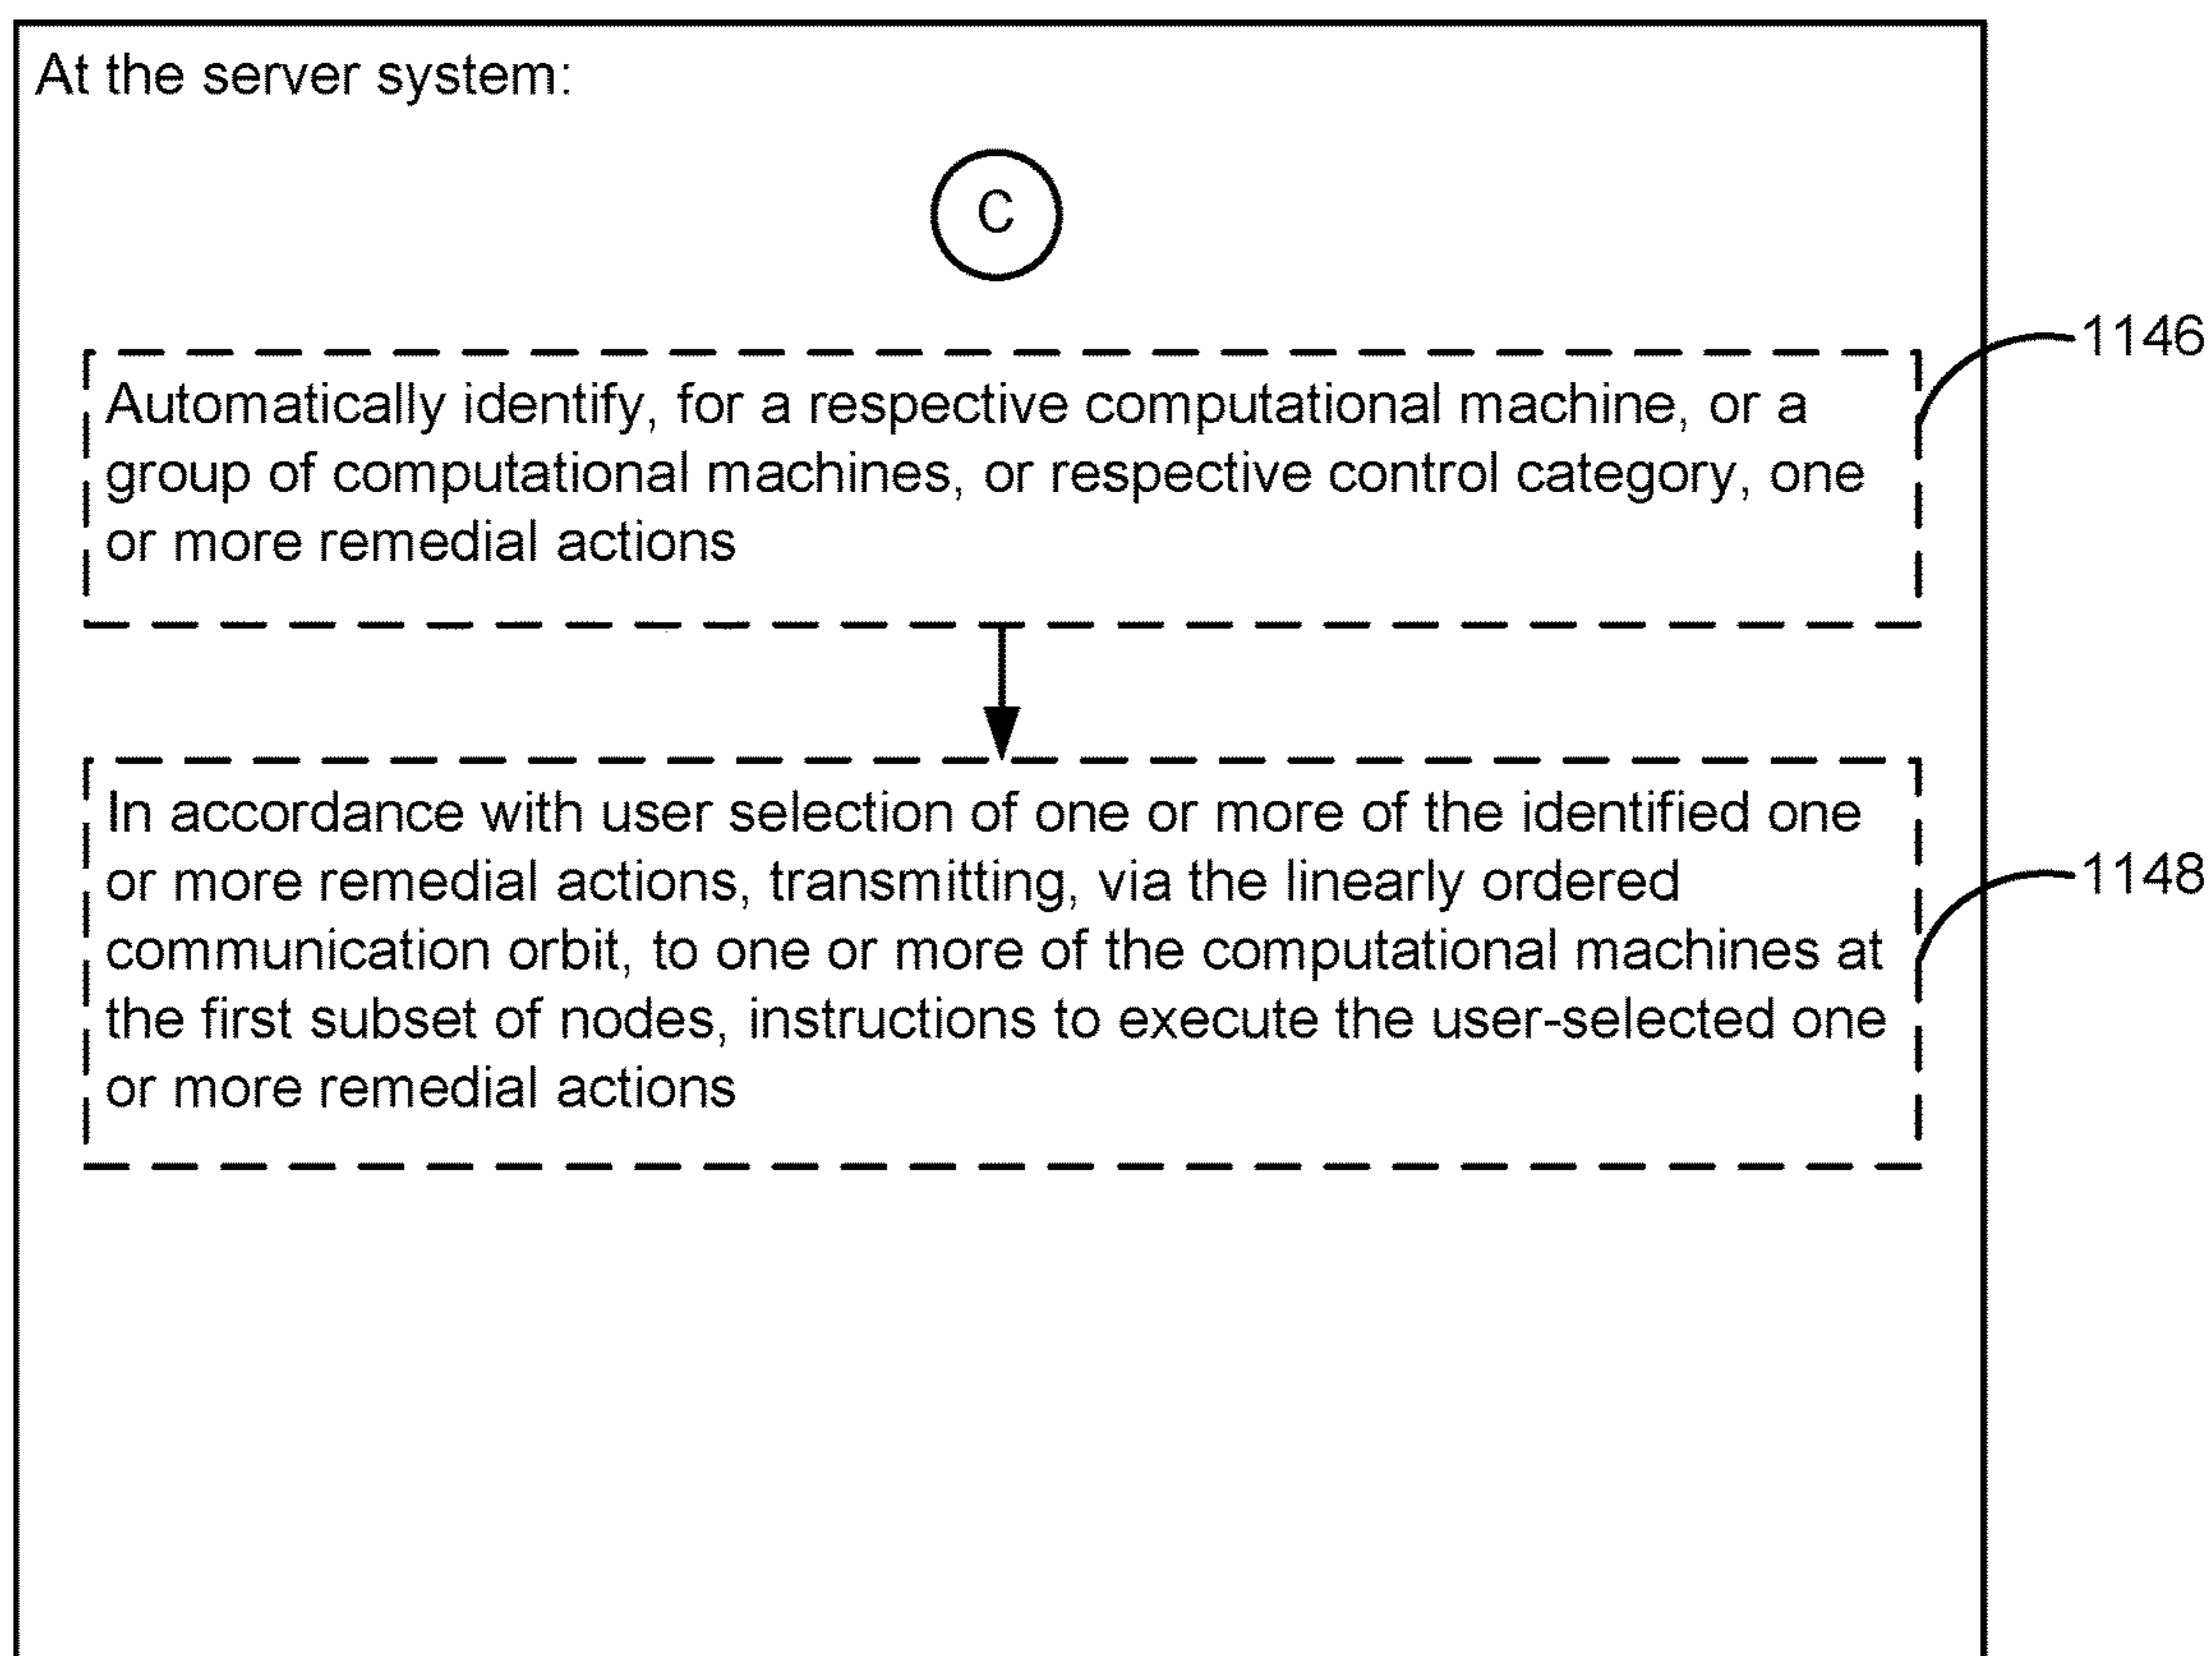 At the server system:
C
1146
Automatically identify, for a respective computational machine, or a
group of computational machines, or respective control category, one
or more remedial actions
In accordance with user selection of one or more of the identified one
or more remedial actions, transmitting, via the linearly ordered
communication orbit, to one or more of the computational machines at
the first subset of nodes, instructions to execute the user-selected one
or more remedial actions
1148